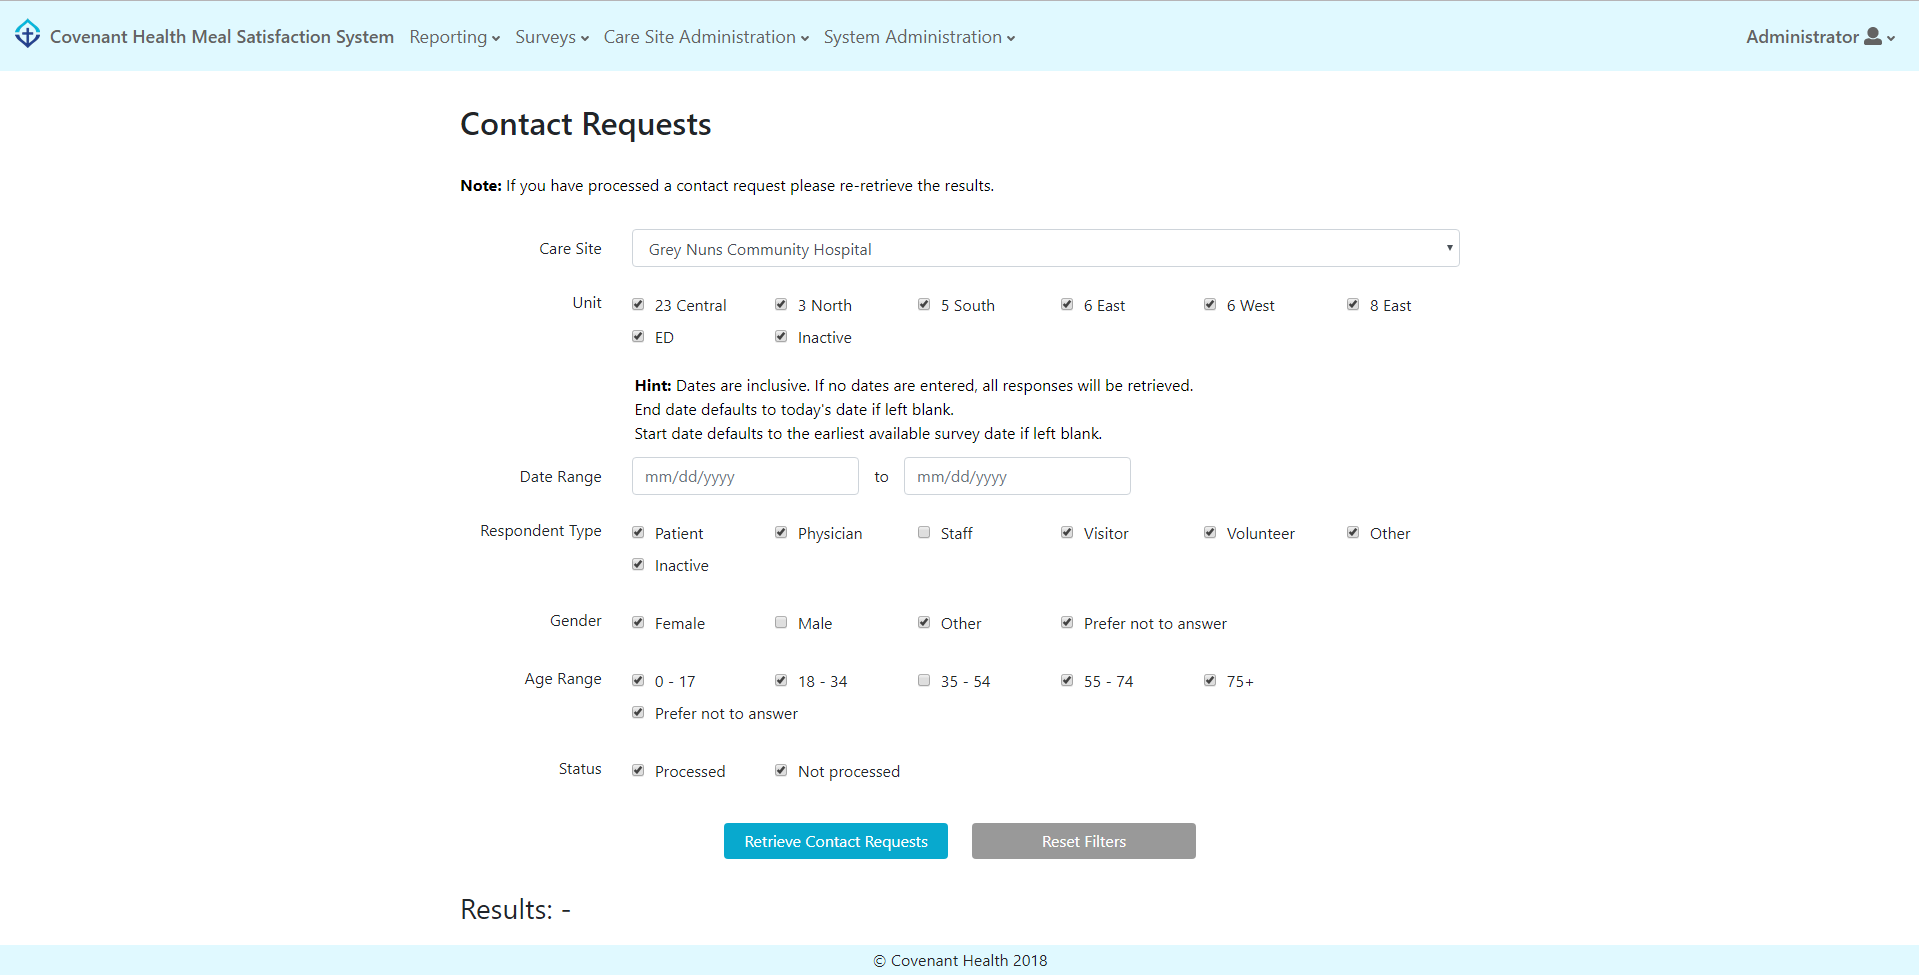 Covenant Health Meal Satisfaction System Reporting Surveys Care Site Administration System Administration Administrator
Contact Requests
Note: If you have processed a contact request please re-retrieve the results.
Care Site Grey Nuns Community Hospital
Unit 23 Central 3 North 5 South 6 East 6 West 8 East
ED Inactive
Hint: Dates are inclusive. If no dates are entered, all responses will be retrieved.
End date defaults to today's date if left blank.
Start date defaults to the earliest available survey date if left blank.
Date Range mm/dd/yyyy to mm/dd/yyyy
Respondent Type Patient Physician Staff Visitor Volunteer Other
Inactive
Gender Female Male Other Prefer not to answer
Age Range 0 - 17 18 - 34 35 - 54 55 - 74 75+
Prefer not to answer
Status Processed Not processed
Retrieve Contact Requests Reset Filters
Results: -
© Covenant Health 2018